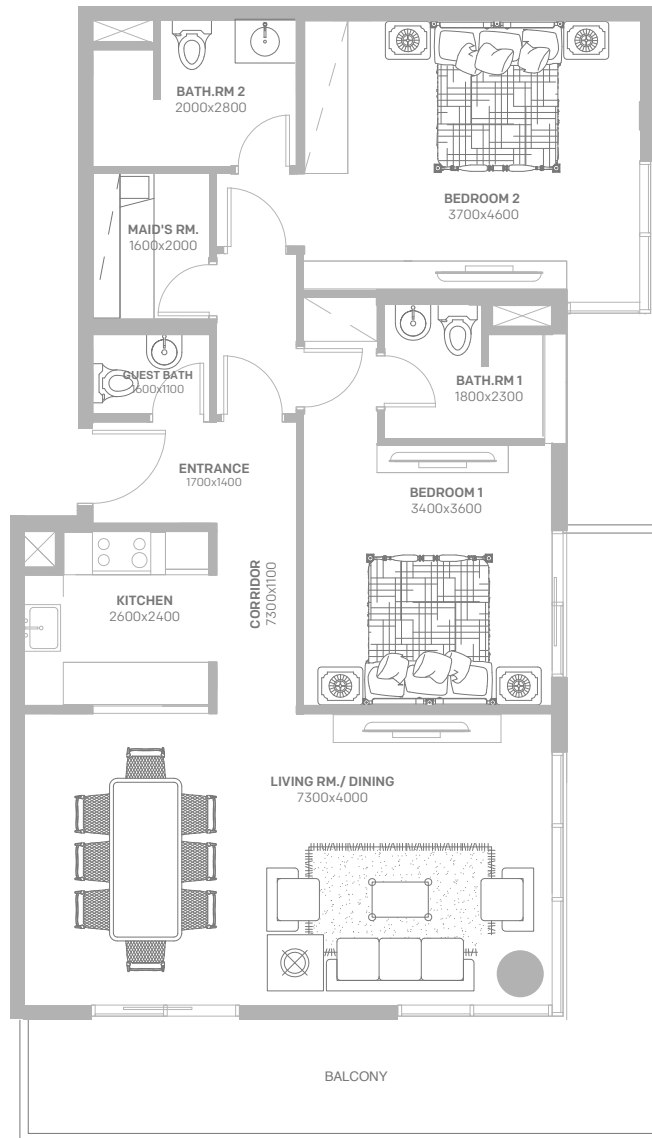 BATH.RM 2
2000x2800
BEDROOM 2
3700x4600
MAID'S RM.
1600x2000
GUEST BATH
1600x1100
BATH.RM 1
1800x2300
ENTRANCE
1700x1400
BEDROOM 1
3400x3600
CORRIDOR
7300x1100
KITCHEN
2600x2400
LIVING RM./ DINING
7300x4000
BALCONY